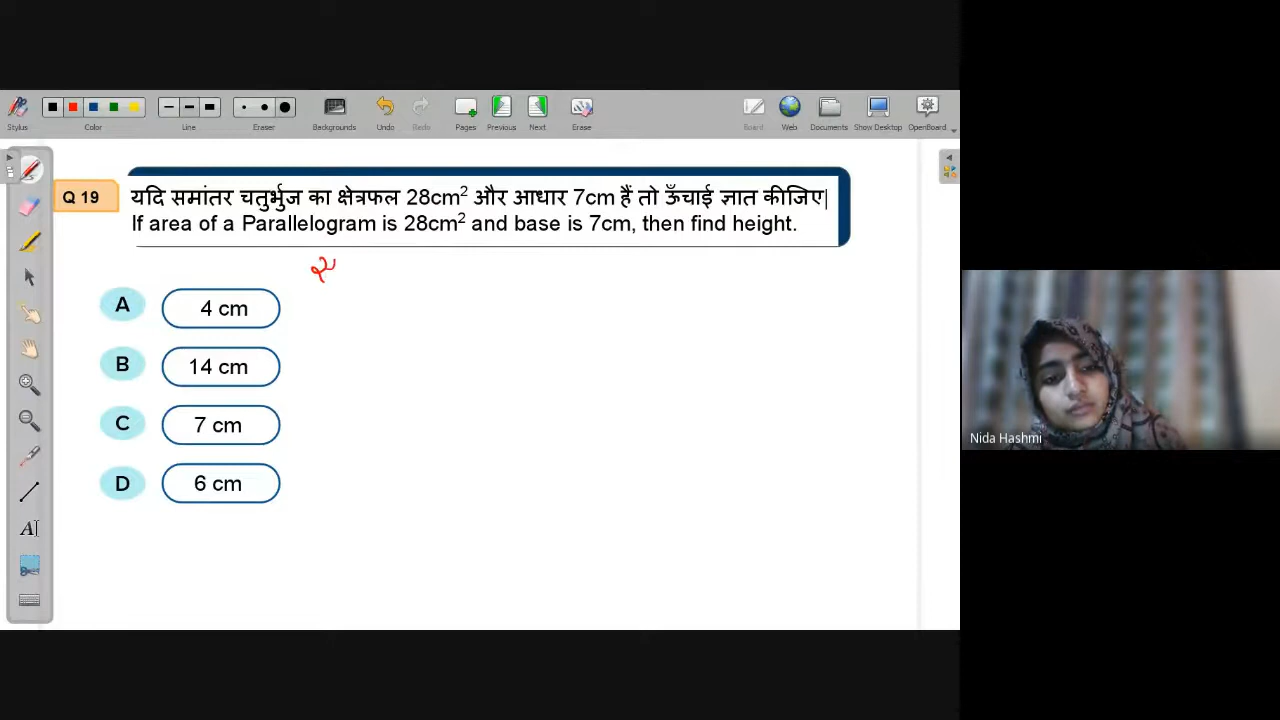 Stylus
Color
Line
Eraser
Backgrounds
Undo
Redo
Pages
Previous
Next
Erase
Board
Web
Documents
Show Desktop
OpenBoard
Q 19
यदि समांतर चतुर्भुज का क्षेत्रफल 28cm² और आधार 7cm हैं तो ऊँचाई ज्ञात कीजिए|
If area of a Parallelogram is 28cm² and base is 7cm, then find height.
A 4 cm
B 14 cm
C 7 cm
D 6 cm
Nida Hashmi